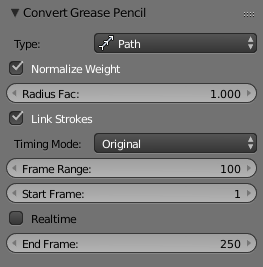 Convert Grease Pencil
Type: Path
Normalize Weight
Radius Fac: 1.000
Link Strokes
Timing Mode: Original
Frame Range: 100
Start Frame: 1
Realtime
End Frame: 250